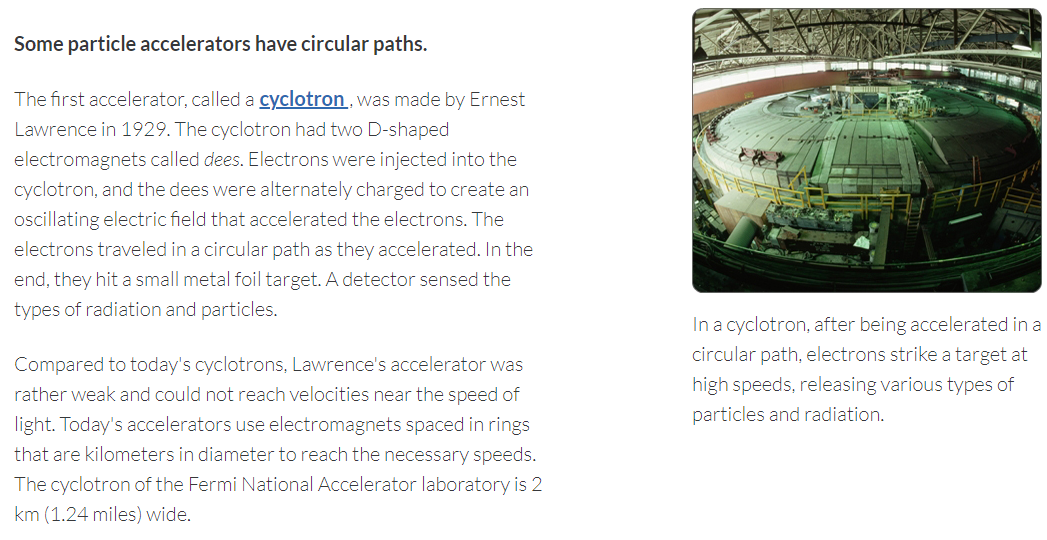 Some particle accelerators have circular paths.
The first accelerator, called a cyclotron , was made by Ernest
Lawrence in 1929. The cyclotron had two D-shaped
electromagnets called dees. Electrons were injected into the
cyclotron, and the dees were alternately charged to create an
oscillating electric field that accelerated the electrons. The
electrons traveled in a circular path as they accelerated. In the
end, they hit a small metal foil target. A detector sensed the
types of radiation and particles.
Compared to today's cyclotrons, Lawrence's accelerator was
rather weak and could not reach velocities near the speed of
light. Today's accelerators use electromagnets spaced in rings
that are kilometers in diameter to reach the necessary speeds.
The cyclotron of the Fermi National Accelerator laboratory is 2
km (1.24 miles) wide.
In a cyclotron, after being accelerated in a
circular path, electrons strike a target at
high speeds, releasing various types of
particles and radiation.